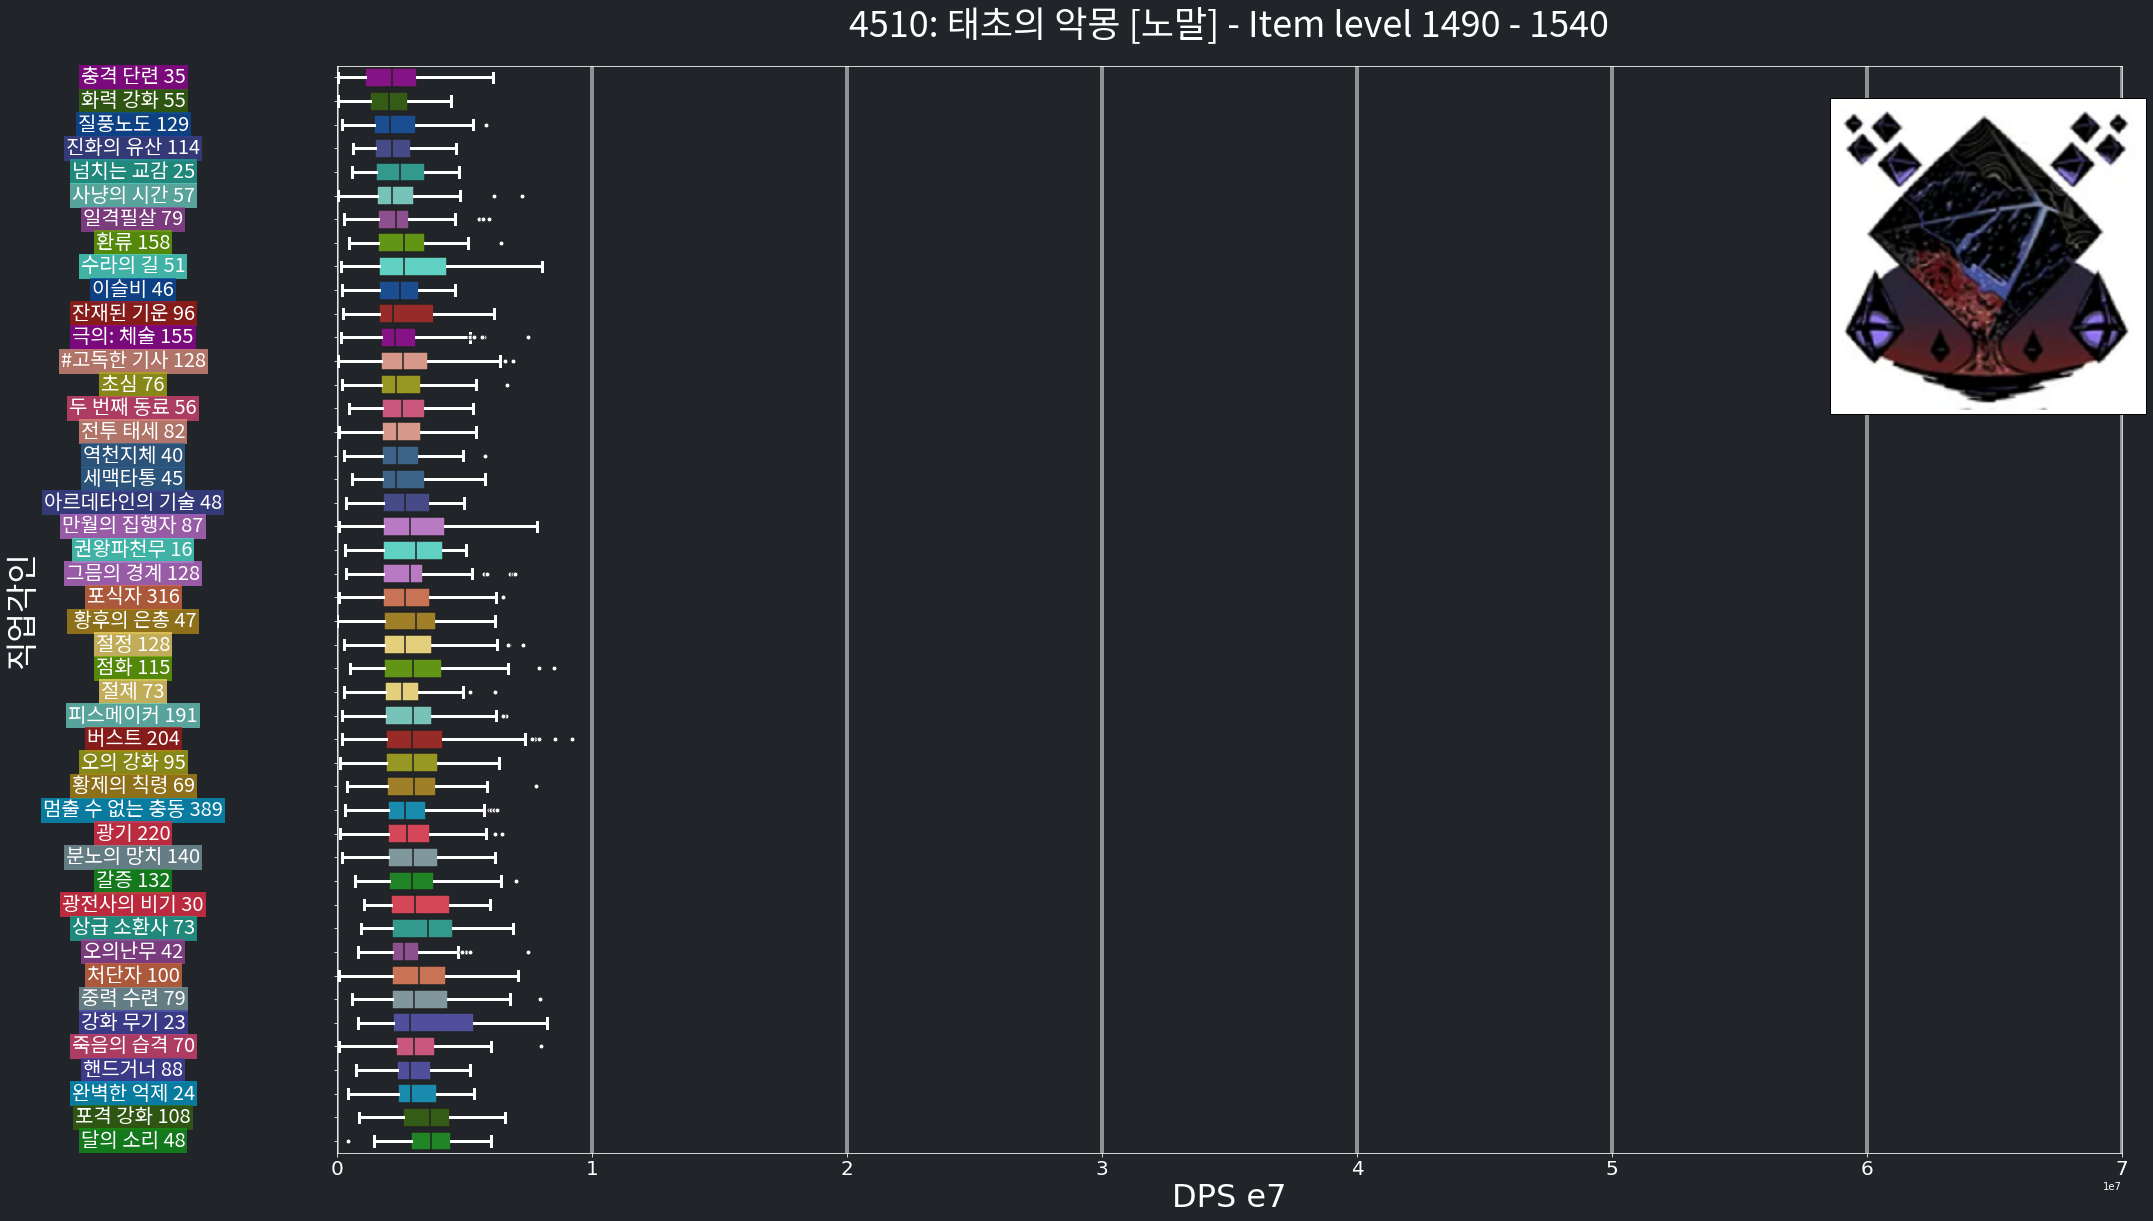 4510: 태초의 악몽 [노말] - Item level 1490 - 1540
충격 단련 35
화력 강화 55
질풍노도 129
진화의 유산 114
넘치는 교감 25
사냥의 시간 57
일격필살 79
환류 158
수라의 길 51
이슬비 46
잔재된 기운 96
극의: 체술 155
#고독한 기사 128
초심 76
두 번째 동료 56
전투 태세 82
역천지체 40
세맥타통 45
아르데타인의 기술 48
만월의 집행자 87
권왕파천무 16
그믐의 경계 128
포식자 316
황후의 은총 47
절정 128
점화 115
절제 73
피스메이커 191
버스트 204
오의 강화 95
황제의 칙령 69
멈출 수 없는 충동 389
광기 220
분노의 망치 140
갈증 132
광전사의 비기 30
상급 소환사 73
오의난무 42
처단자 100
중력 수련 79
강화 무기 23
죽음의 습격 70
핸드거너 88
완벽한 억제 24
포격 강화 108
달의 소리 48
직업각인
0 1 2 3 4 5 6 7
1e7
DPS e7